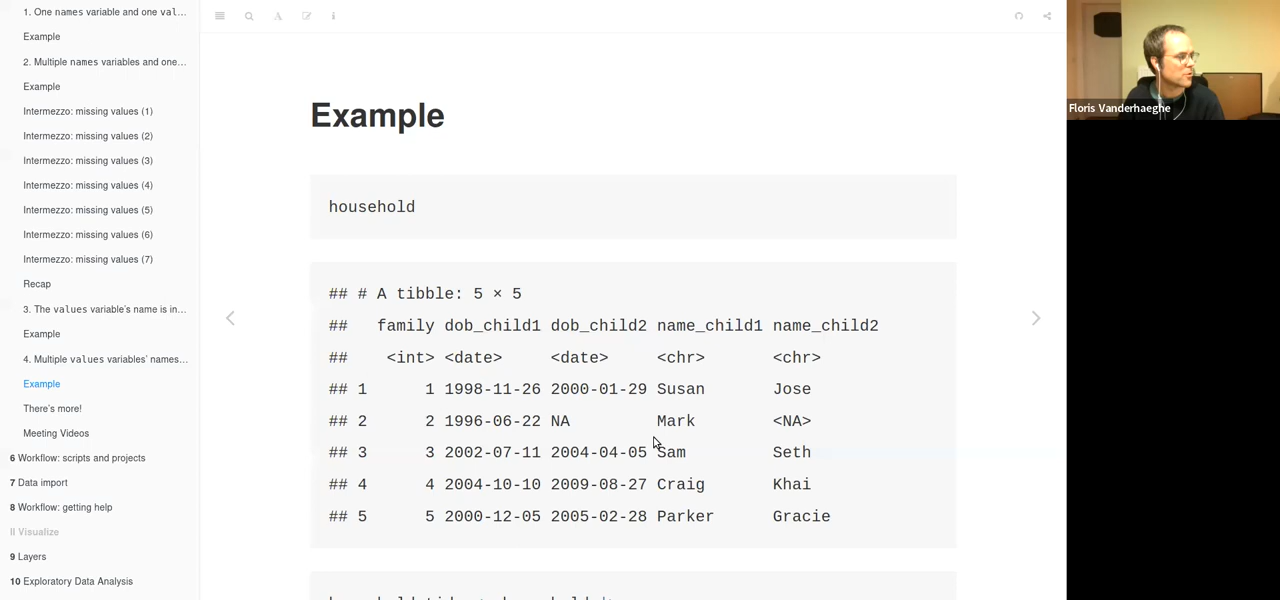 1. One names variable and one val...
Example
2. Multiple names variables and one...
Example
Intermezzo: missing values (1)
Intermezzo: missing values (2)
Intermezzo: missing values (3)
Intermezzo: missing values (4)
Intermezzo: missing values (5)
Intermezzo: missing values (6)
Intermezzo: missing values (7)
Recap
3. The values variable's name is in...
Example
4. Multiple values variables' names...
Example
There's more!
Meeting Videos
6 Workflow: scripts and projects
7 Data import
8 Workflow: getting help
II Visualize
9 Layers
10 Exploratory Data Analysis
Example
household
## # A tibble: 5 × 5
##   family dob_child1 dob_child2 name_child1 name_child2
##    <int> <date>     <date>     <chr>       <chr>
## 1      1 1998-11-26 2000-01-29 Susan       Jose
## 2      2 1996-06-22 NA         Mark        <NA>
## 3      3 2002-07-11 2004-04-05 Sam         Seth
## 4      4 2004-10-10 2009-08-27 Craig       Khai
## 5      5 2000-12-05 2005-02-28 Parker      Gracie
Floris Vanderhaeghe